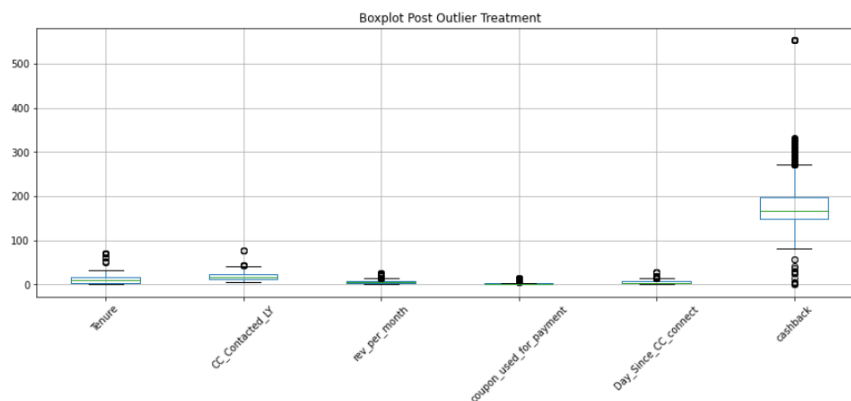 Boxplot Post Outlier Treatment
500
400
300
200
100
0
Tenure
CC_Contacted_LY
rev_per_month
coupon_used_for_payment
Day_Since_CC_connect
cashback